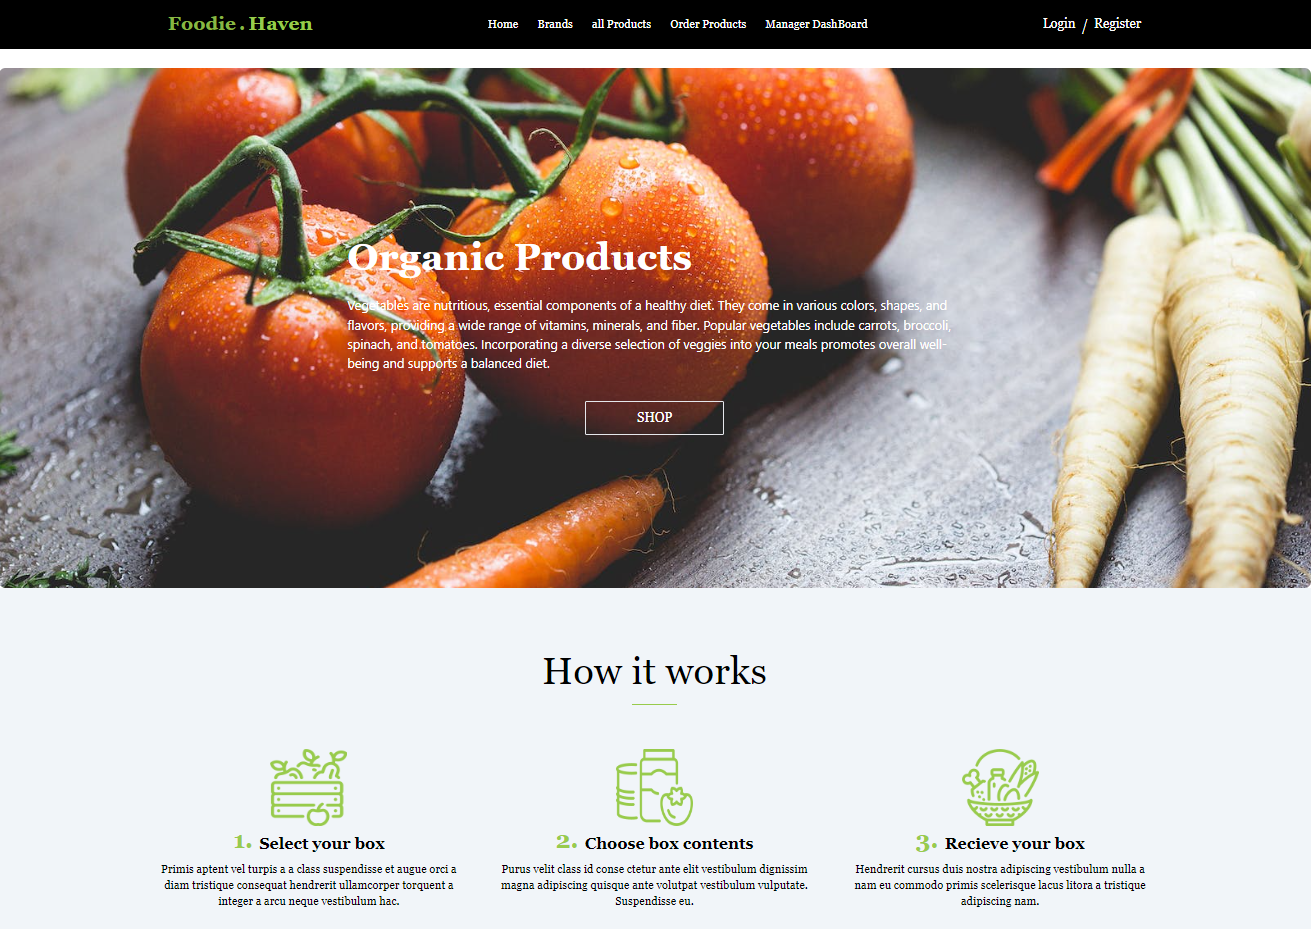 Foodie . Haven
Home Brands all Products Order Products Manager DashBoard
Login / Register
Organic Products
Vegetables are nutritious, essential components of a healthy diet. They come in various colors, shapes, and
flavors, providing a wide range of vitamins, minerals, and fiber. Popular vegetables include carrots, broccoli,
spinach, and tomatoes. Incorporating a diverse selection of veggies into your meals promotes overall well-
being and supports a balanced diet.
SHOP
How it works
1. Select your box
Primis aptent vel turpis a a class suspendisse et augue orci a
diam tristique consequat hendrerit ullamcorper torquent a
integer a arcu neque vestibulum hac.
2. Choose box contents
Purus velit class id conse ctetur ante elit vestibulum dignissim
magna adipiscing quisque ante volutpat vestibulum vulputate.
Suspendisse eu.
3. Recieve your box
Hendrerit cursus duis nostra adipiscing vestibulum nulla a
nam eu commodo primis scelerisque lacus litora a tristique
adipiscing nam.